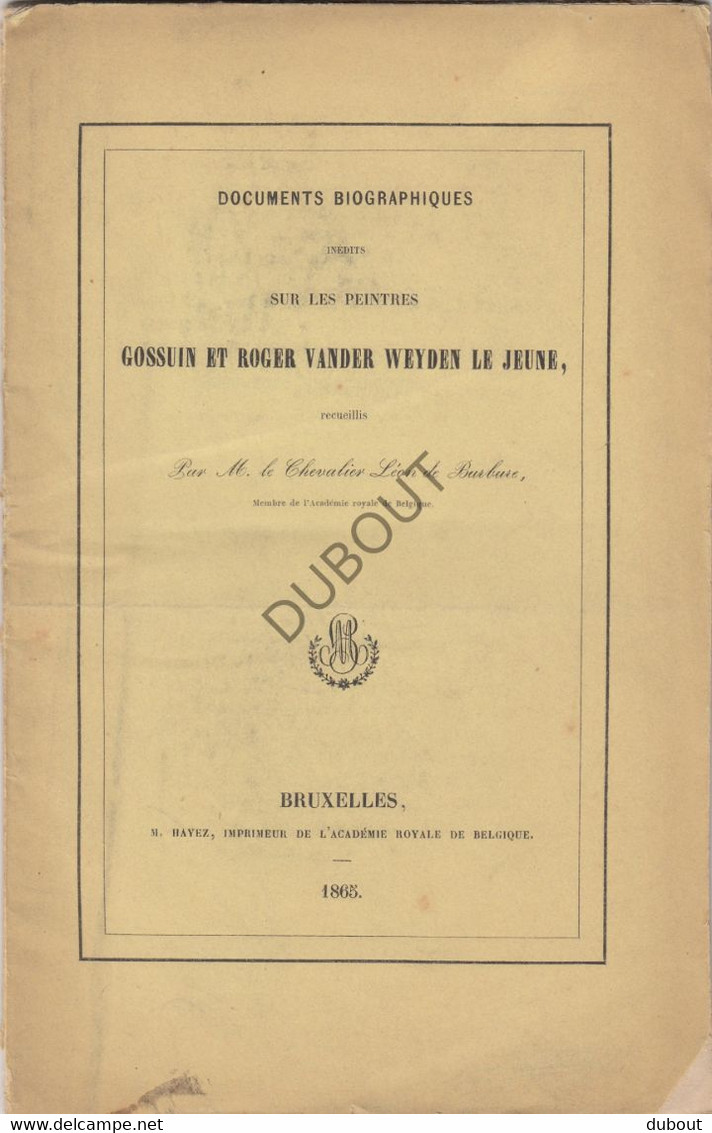 DOCUMENTS BIOGRAPHIQUES
INÉDITS
SUR LES PEINTRES
GOSSUIN ET ROGER VANDER WEYDEN LE JEUNE,
recueillis
Par M. le Chevalier Léon de Burbure,
Membre de l'Académie royale de Belgique.
DUBOUT
BRUXELLES,
M. HAYEZ, IMPRIMEUR DE L'ACADÉMIE ROYALE DE BELGIQUE.
1865.
www.delcampe.net
dubout